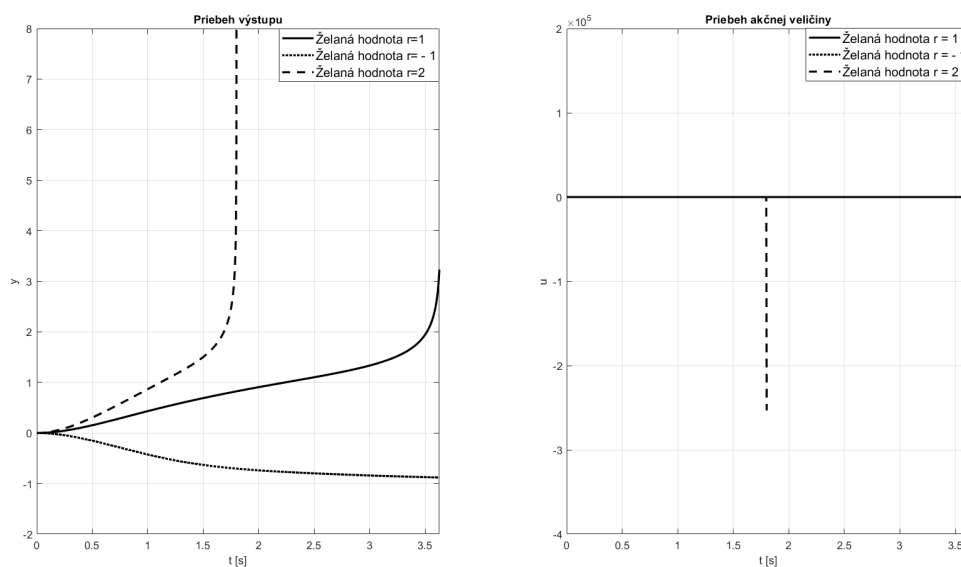 Priebeh výstupu
8
7
6
5
4
3
2
1
0
-1
-2
y
0
0.5
1
1.5
2
2.5
3
3.5
t [s]
Želaná hodnota r=1
Želaná hodnota r= - 1
Želaná hodnota r=2
Priebeh akčnej veličiny
×10⁵
2
1
0
-1
-2
-3
-4
u
0
0.5
1
1.5
2
2.5
3
3.5
t [s]
Želaná hodnota r = 1
Želaná hodnota r = - 1
Želaná hodnota r = 2